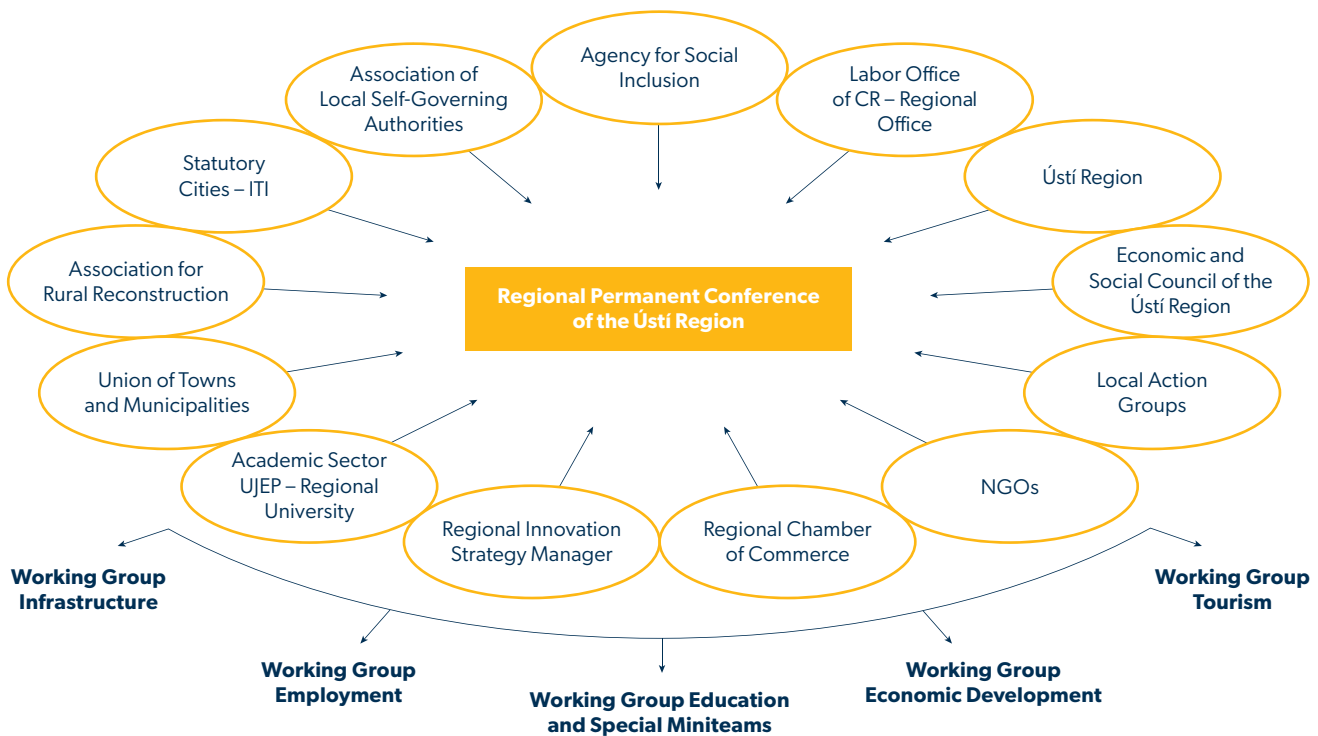 Agency for Social
Inclusion
Association of
Local Self-Governing
Authorities
Labor Office
of CR – Regional
Office
Statutory
Cities – ITI
Ústí Region
Association for
Rural Reconstruction
Economic and
Social Council of the
Ústí Region
Regional Permanent Conference
of the Ústí Region
Union of Towns
and Municipalities
Local Action
Groups
Academic Sector
UJEP – Regional
University
NGOs
Regional Innovation
Strategy Manager
Regional Chamber
of Commerce
Working Group
Infrastructure
Working Group
Tourism
Working Group
Employment
Working Group Education
and Special Miniteams
Working Group
Economic Development